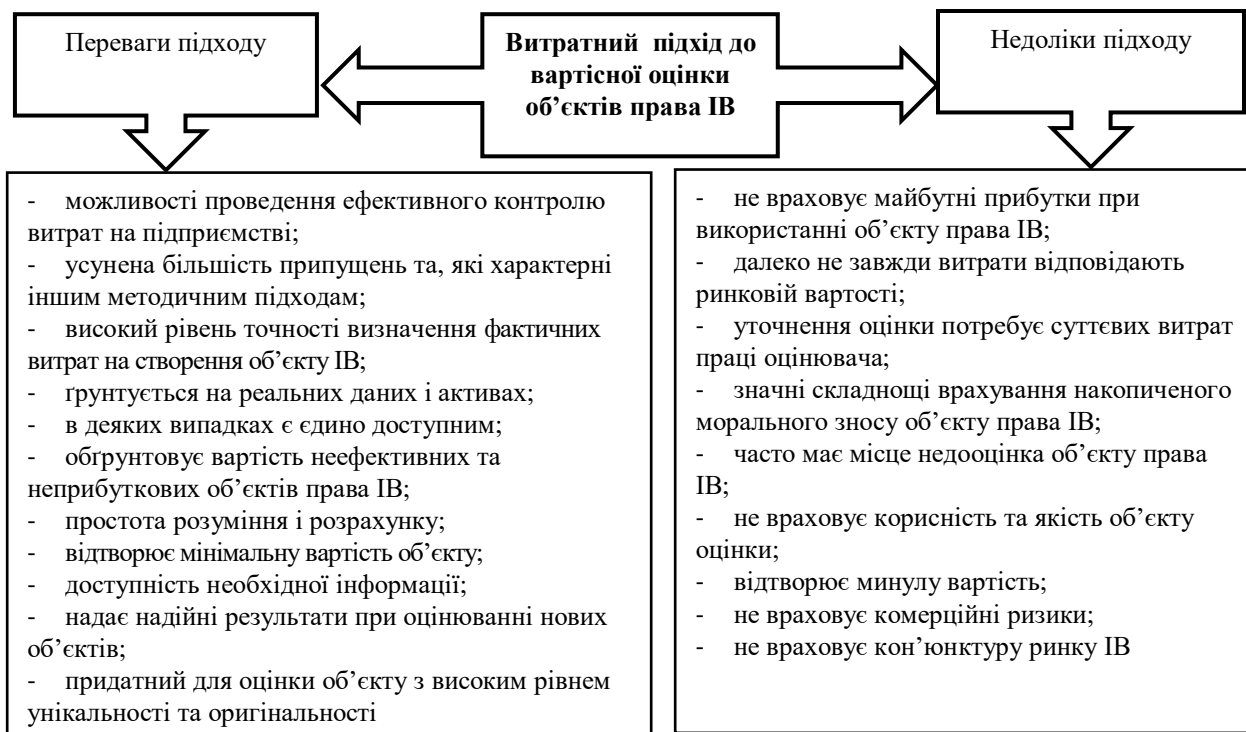 Переваги підходу
Витратний підхід до
вартісної оцінки
об’єктів права ІВ
Недоліки підходу
- можливості проведення ефективного контролю
витрат на підприємстві;
- усунена більшість припущень та, які характерні
іншим методичним підходам;
- високий рівень точності визначення фактичних
витрат на створення об’єкту ІВ;
- ґрунтується на реальних даних і активах;
- в деяких випадках є єдино доступним;
- обґрунтовує вартість неефективних та
неприбуткових об’єктів права ІВ;
- простота розуміння і розрахунку;
- відтворює мінімальну вартість об’єкту;
- доступність необхідної інформації;
- надає надійні результати при оцінюванні нових
об’єктів;
- придатний для оцінки об’єкту з високим рівнем
унікальності та оригінальності
- не враховує майбутні прибутки при
використанні об’єкту права ІВ;
- далеко не завжди витрати відповідають
ринковій вартості;
- уточнення оцінки потребує суттєвих витрат
праці оцінювача;
- значні складнощі врахування накопиченого
морального зносу об’єкту права ІВ;
- часто має місце недооцінка об’єкту права
ІВ;
- не враховує корисність та якість об’єкту
оцінки;
- відтворює минулу вартість;
- не враховує комерційні ризики;
- не враховує кон’юнктуру ринку ІВ